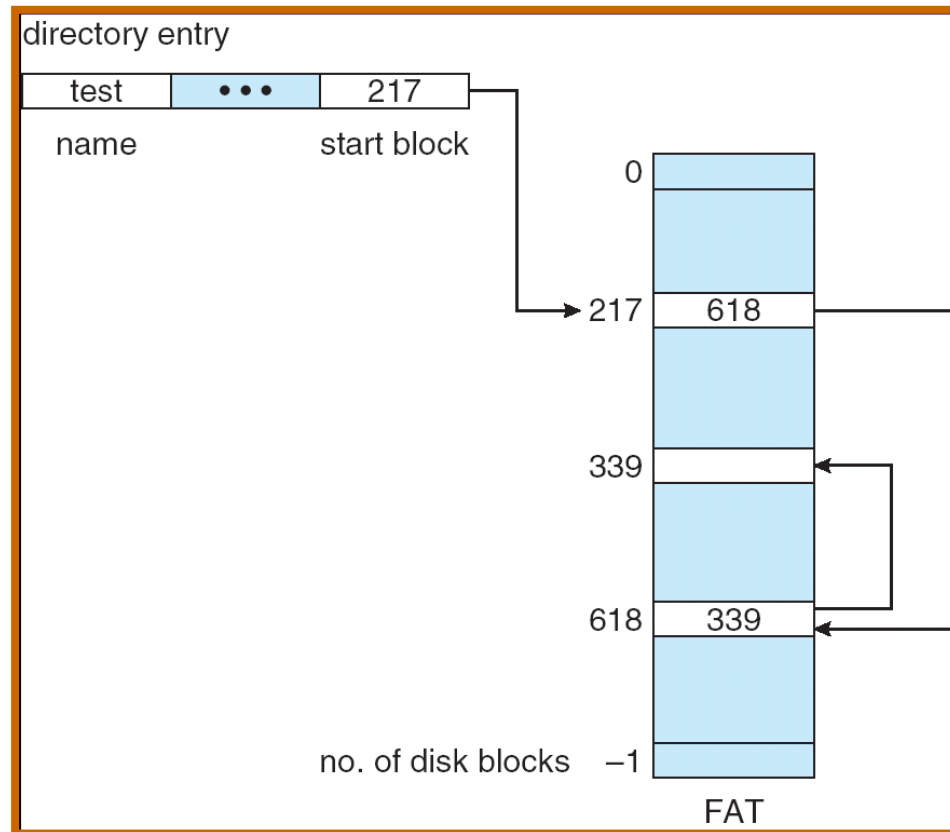 directory entry
test ••• 217
name start block
0
217 618
339
618 339
no. of disk blocks –1
FAT